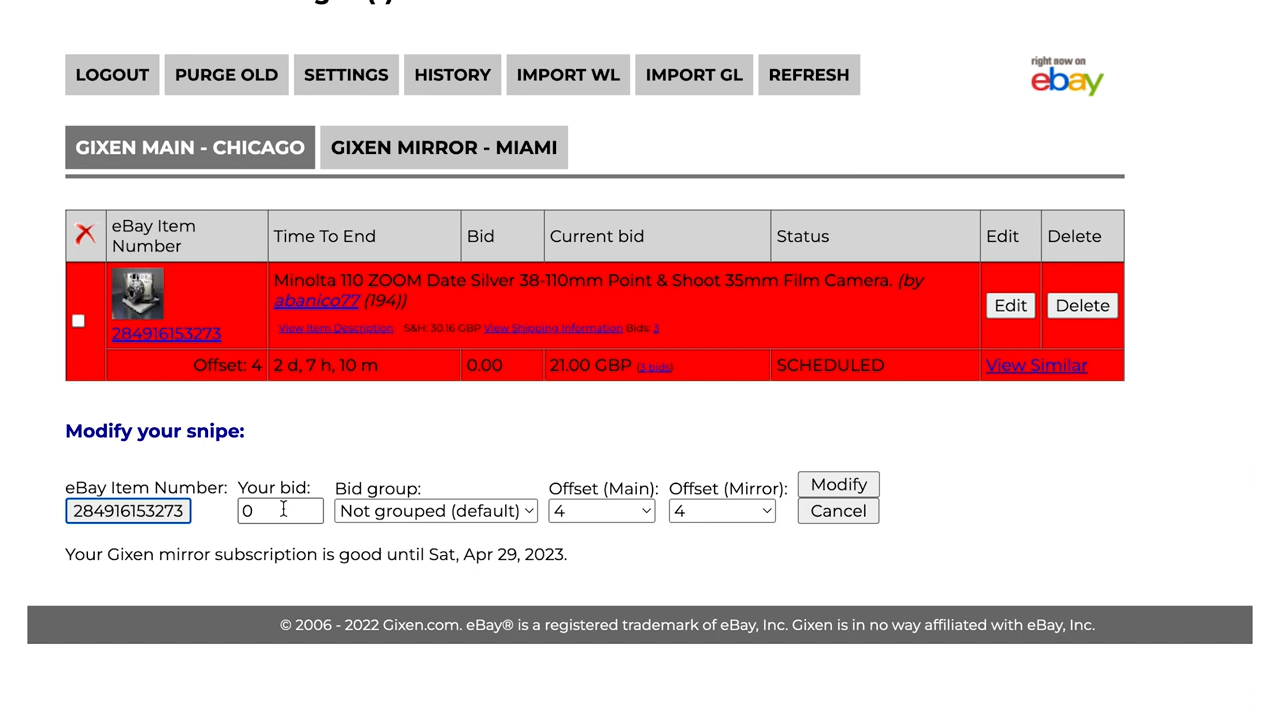 LOGOUT PURGE OLD SETTINGS HISTORY IMPORT WL IMPORT GL REFRESH
right now on
ebay
GIXEN MAIN - CHICAGO GIXEN MIRROR - MIAMI
eBay Item Number Time To End Bid Current bid Status Edit Delete
Minolta 110 ZOOM Date Silver 38-110mm Point & Shoot 35mm Film Camera. (by
abanico77 (194))
Edit Delete
View Item Description S&H: 30.16 GBP View Shipping Information Bids: 3
284916153273
Offset: 4 2 d, 7 h, 10 m 0.00 21.00 GBP (3 bids) SCHEDULED View Similar
Modify your snipe:
eBay Item Number: Your bid: Bid group: Offset (Main): Offset (Mirror): Modify
284916153273 0 Not grouped (default) 4 4 Cancel
Your Gixen mirror subscription is good until Sat, Apr 29, 2023.
© 2006 - 2022 Gixen.com. eBay® is a registered trademark of eBay, Inc. Gixen is in no way affiliated with eBay, Inc.